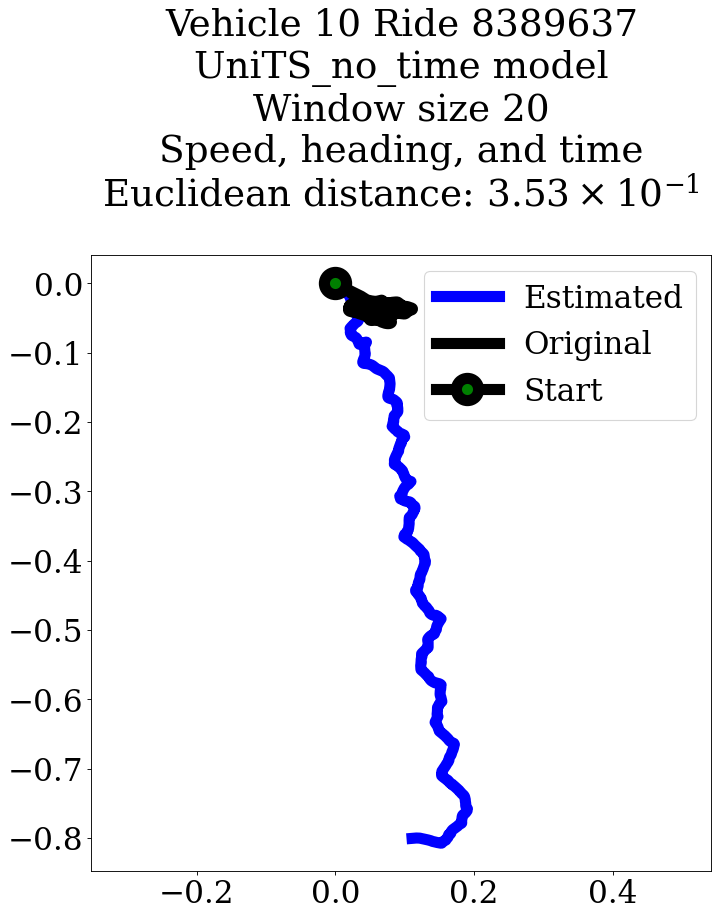 Vehicle 10 Ride 8389637
UniTS_no_time model
Window size 20
Speed, heading, and time
Euclidean distance: 3.53 × 10⁻¹
0.0
−0.1
−0.2
−0.3
−0.4
−0.5
−0.6
−0.7
−0.8
Estimated
Original
Start
−0.2 0.0 0.2 0.4